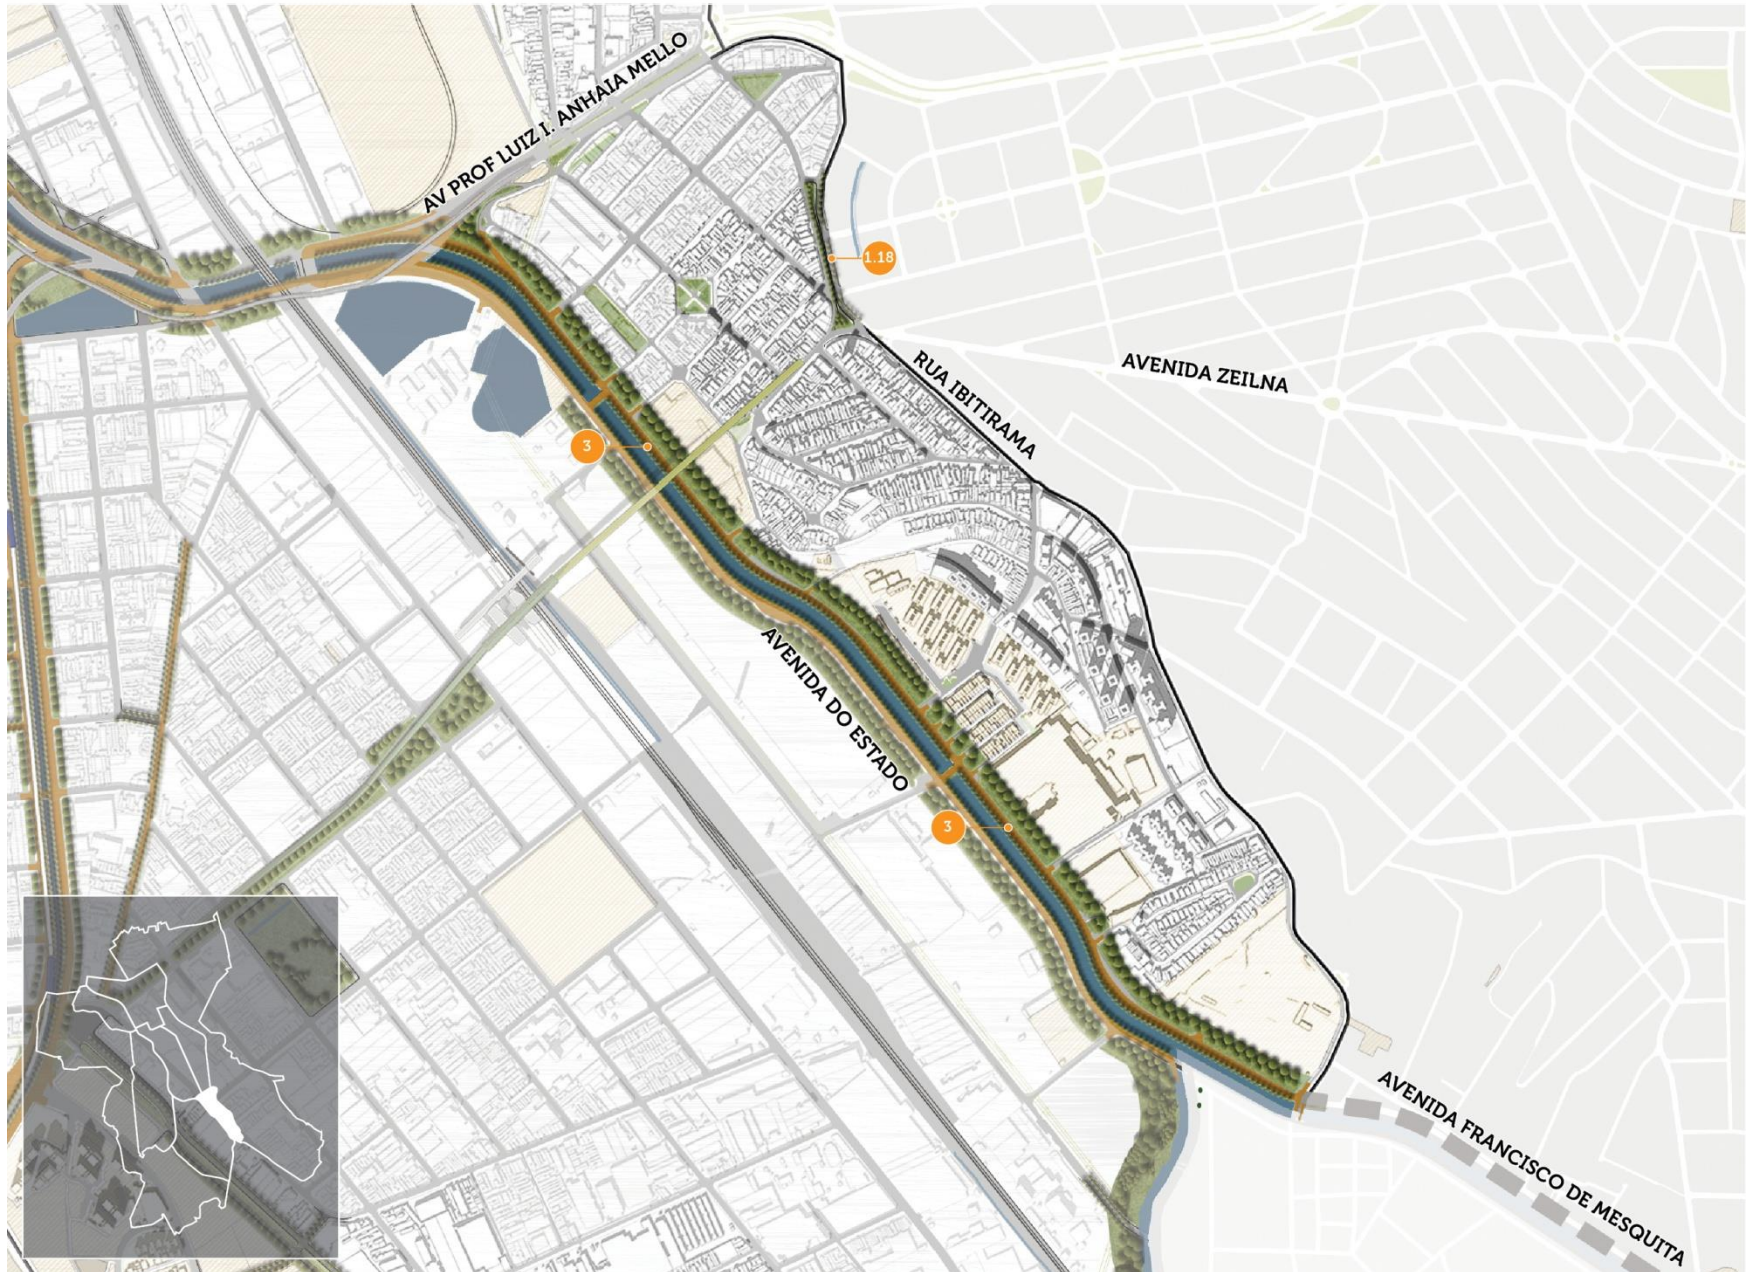 AV PROF LUIZ I. ANHAIA MELLO
1.18
RUA IBITIRAMA
AVENIDA ZEILNA
3
AVENIDA DO ESTADO
3
AVENIDA FRANCISCO DE MESQUITA